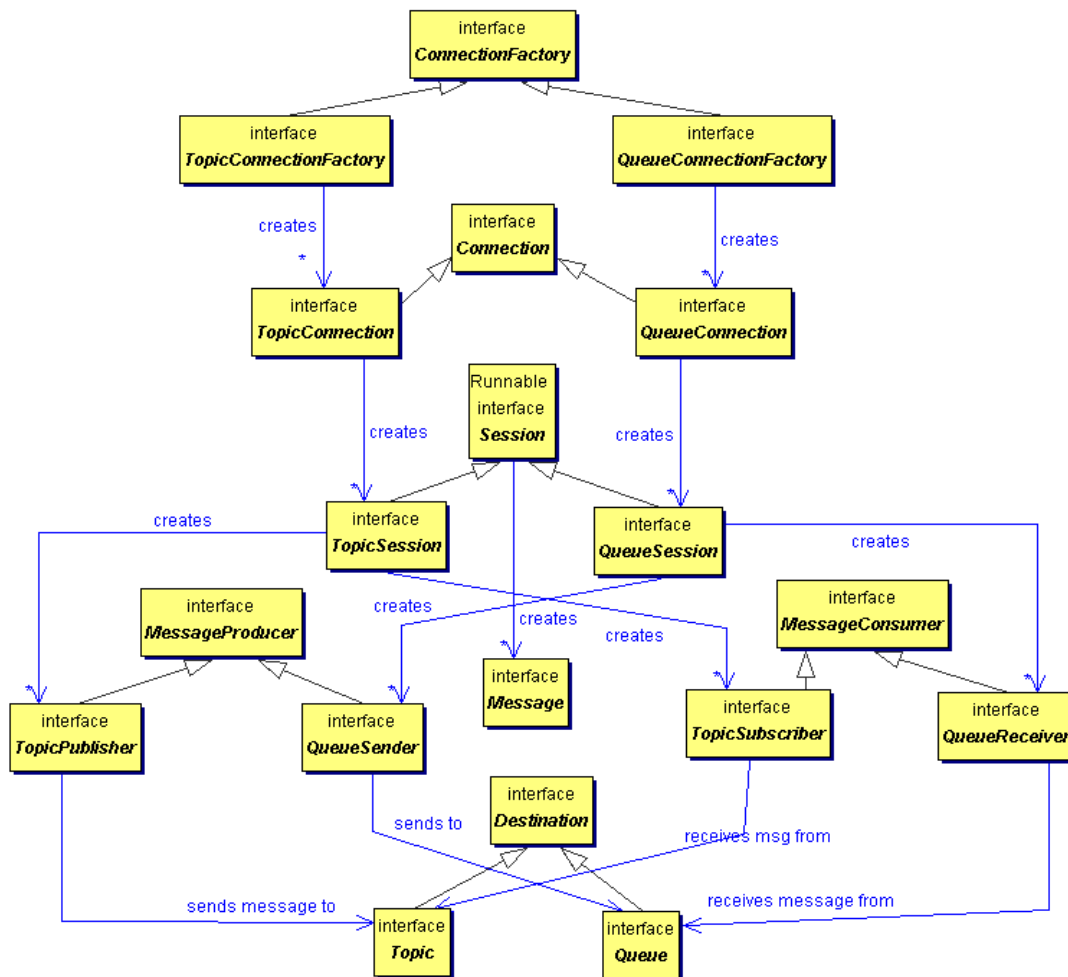 interface
ConnectionFactory
interface
TopicConnectionFactory
interface
QueueConnectionFactory
creates
*
interface
Connection
creates
*
interface
TopicConnection
interface
QueueConnection
Runnable
interface
Session
creates
*
creates
*
interface
TopicSession
interface
QueueSession
creates
*
creates
*
interface
MessageProducer
creates
*
creates
*
creates
*
interface
MessageConsumer
interface
TopicPublisher
interface
QueueSender
interface
Message
interface
TopicSubscriber
interface
QueueReceiver
interface
Destination
sends to
receives msg from
sends message to
receives message from
interface
Topic
interface
Queue